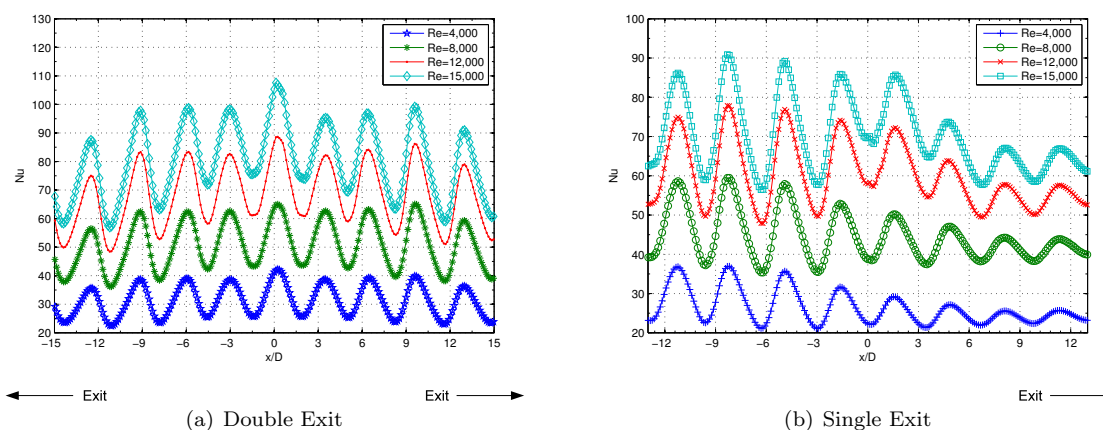 130
120
110
100
90
80
70
60
50
40
30
20
Nu
−15 −12 −9 −6 −3 0 3 6 9 12 15
x/D
Re=4,000
Re=8,000
Re=12,000
Re=15,000
Exit Exit
(a) Double Exit
100
90
80
70
60
50
40
30
20
Nu
−12 −9 −6 −3 0 3 6 9 12
x/D
Re=4,000
Re=8,000
Re=12,000
Re=15,000
Exit
(b) Single Exit